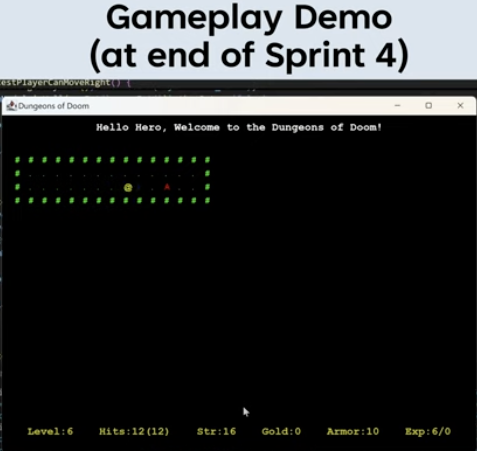 Gameplay Demo
(at end of Sprint 4)
estPlayerCanMoveRight() {
Dungeons of Doom
Hello Hero, Welcome to the Dungeons of Doom!
# # # # # # # # # # # # # # #
# . . . . . . . . . . . . . #
# . . . . . . . @ . . ^ . . #
# # # # # # # # # # # # # # #
Level:6 Hits:12(12) Str:16 Gold:0 Armor:10 Exp:6/0